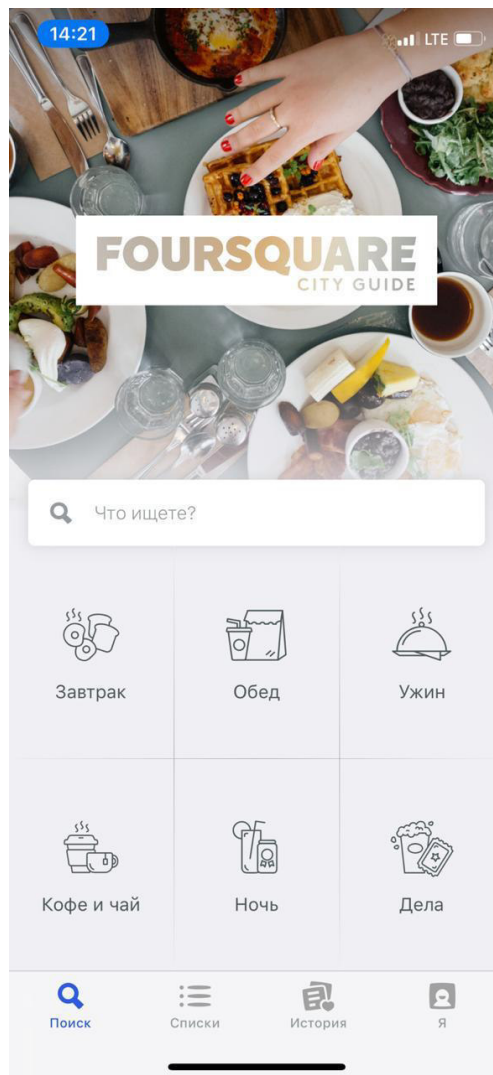 14:21 LTE
FOURSQUARE
CITY GUIDE
Что ищете?
Завтрак Обед Ужин
Кофе и чай Ночь Дела
Поиск Списки История Я